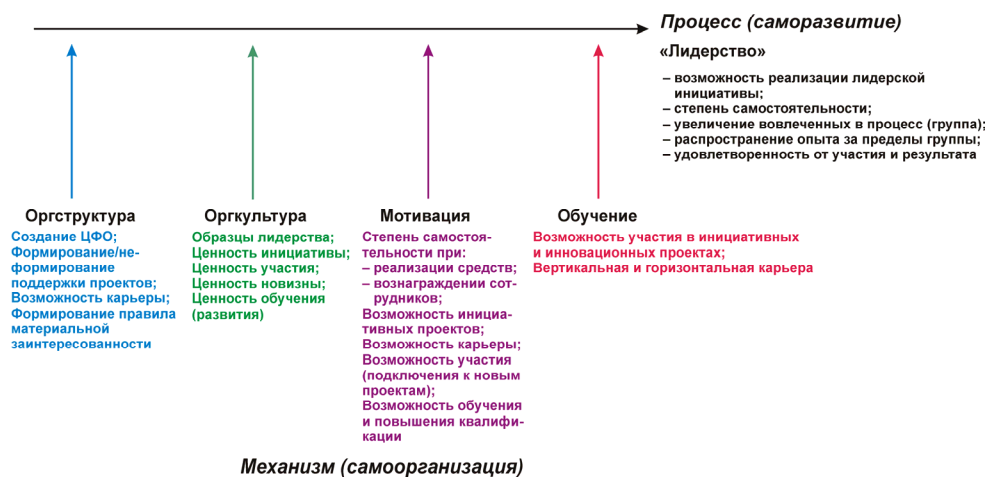 Процесс (саморазвитие)
«Лидерство»
– возможность реализации лидерской
инициативы;
– степень самостоятельности;
– увеличение вовлеченных в процесс (группа);
– распространение опыта за пределы группы;
– удовлетворенность от участия и результата
Оргструктура
Создание ЦФО;
Формирование/не-
формирование
поддержки проектов;
Возможность карьеры;
Формирование правила
материальной
заинтересованности
Оргкультура
Образцы лидерства;
Ценность инициативы;
Ценность участия;
Ценность новизны;
Ценность обучения
(развития)
Мотивация
Степень самостоя-
тельности при:
– реализации средств;
– вознаграждении сот-
рудников;
Возможность инициа-
тивных проектов;
Возможность карьеры;
Возможность участия
(подключения к новым
проектам);
Возможность обучения
и повышения квалифи-
кации
Обучение
Возможность участия в инициативных
и инновационных проектах;
Вертикальная и горизонтальная карьера
Механизм (самоорганизация)